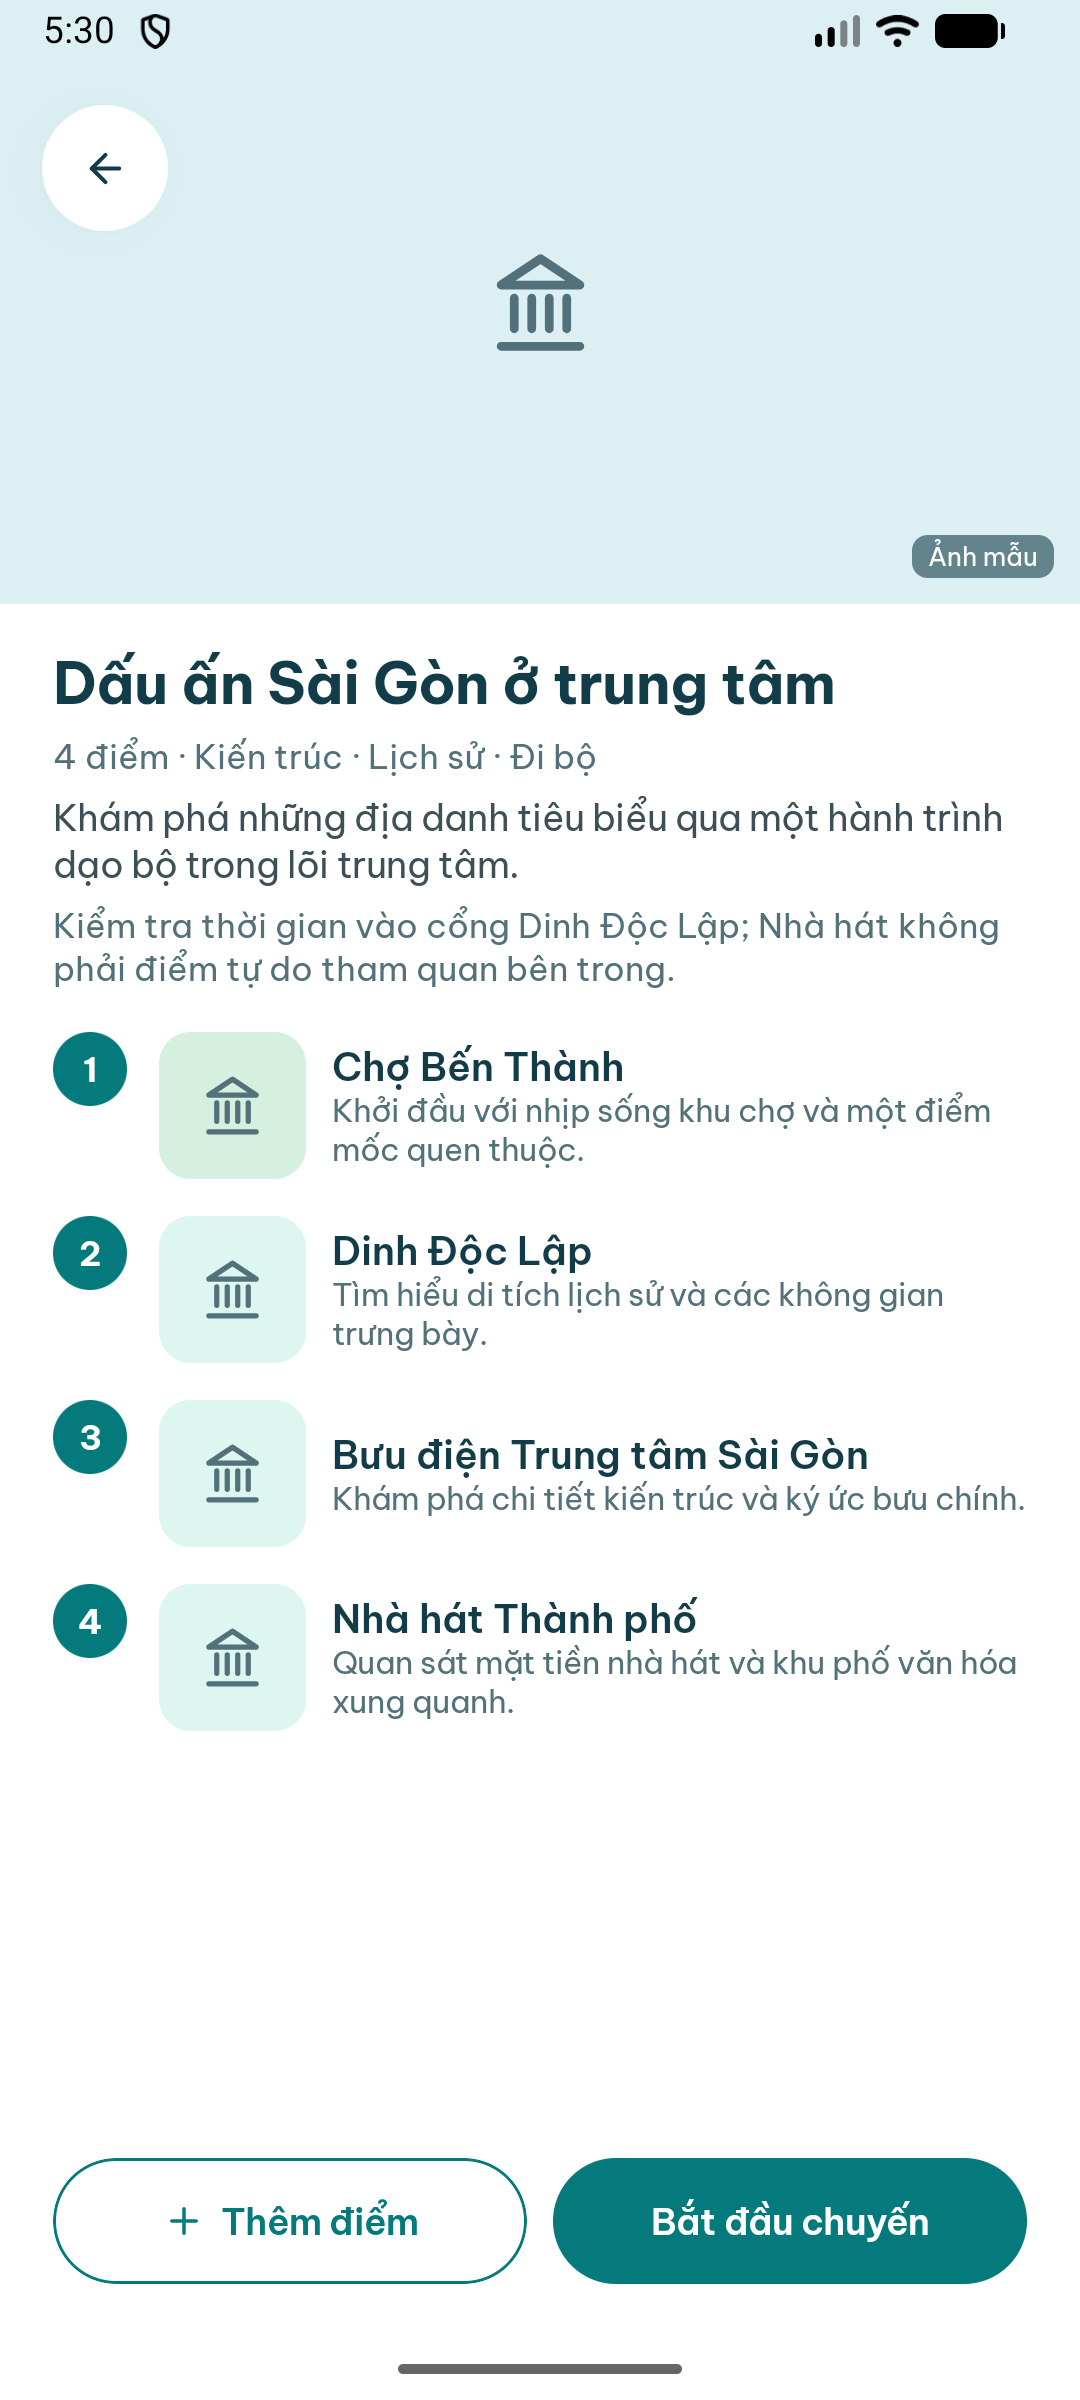 5:30
Ảnh mẫu
Dấu ấn Sài Gòn ở trung tâm
4 điểm · Kiến trúc · Lịch sử · Đi bộ
Khám phá những địa danh tiêu biểu qua một hành trình
dạo bộ trong lõi trung tâm.
Kiểm tra thời gian vào cổng Dinh Độc Lập; Nhà hát không
phải điểm tự do tham quan bên trong.
1
Chợ Bến Thành
Khởi đầu với nhịp sống khu chợ và một điểm
mốc quen thuộc.
2
Dinh Độc Lập
Tìm hiểu di tích lịch sử và các không gian
trưng bày.
3
Bưu điện Trung tâm Sài Gòn
Khám phá chi tiết kiến trúc và ký ức bưu chính.
4
Nhà hát Thành phố
Quan sát mặt tiền nhà hát và khu phố văn hóa
xung quanh.
+ Thêm điểm
Bắt đầu chuyến